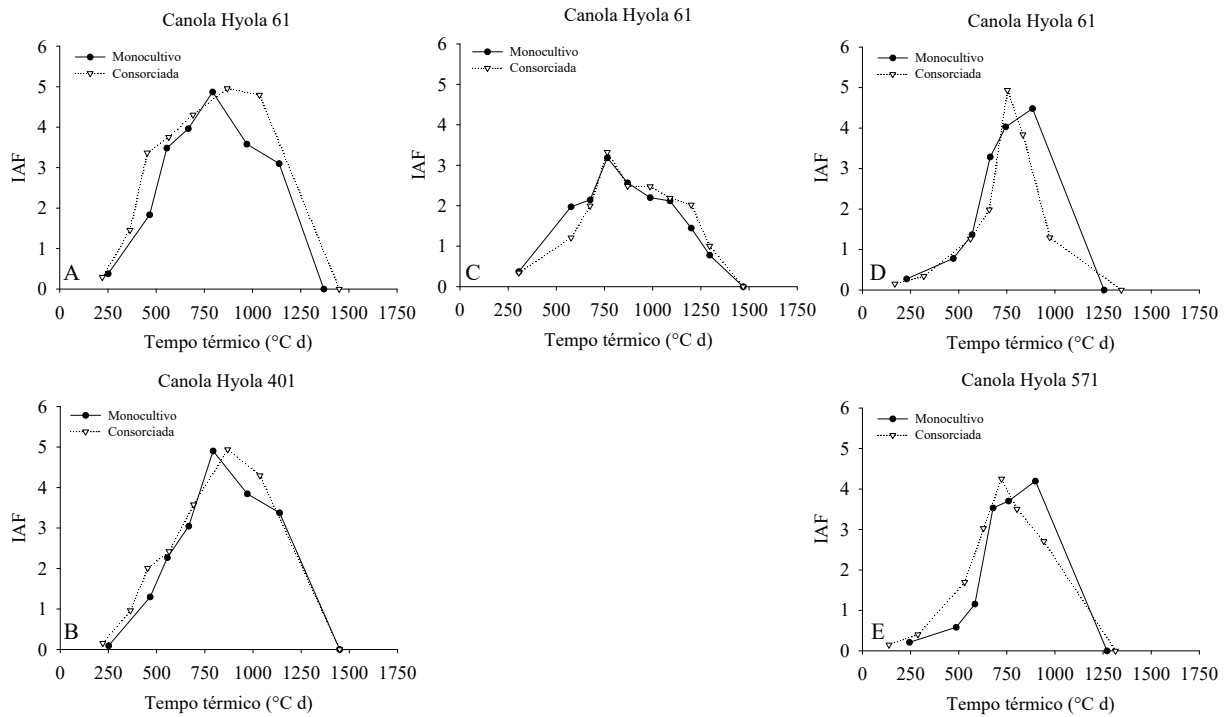 Canola Hyola 61
Monocultivo
Consorciada
IAF
6
5
4
3
2
1
0
A
0 250 500 750 1000 1250 1500 1750
Tempo térmico (°C d)
Canola Hyola 61
Monocultivo
Consorciada
IAF
6
5
4
3
2
1
0
C
0 250 500 750 1000 1250 1500 1750
Tempo térmico (°C d)
Canola Hyola 61
Monocultivo
Consorciada
IAF
6
5
4
3
2
1
0
D
0 250 500 750 1000 1250 1500 1750
Tempo térmico (°C d)
Canola Hyola 401
Monocultivo
Consorciada
IAF
6
5
4
3
2
1
0
B
0 250 500 750 1000 1250 1500 1750
Tempo térmico (°C d)
Canola Hyola 571
Monocultivo
Consorciada
IAF
6
5
4
3
2
1
0
E
0 250 500 750 1000 1250 1500 1750
Tempo térmico (°C d)